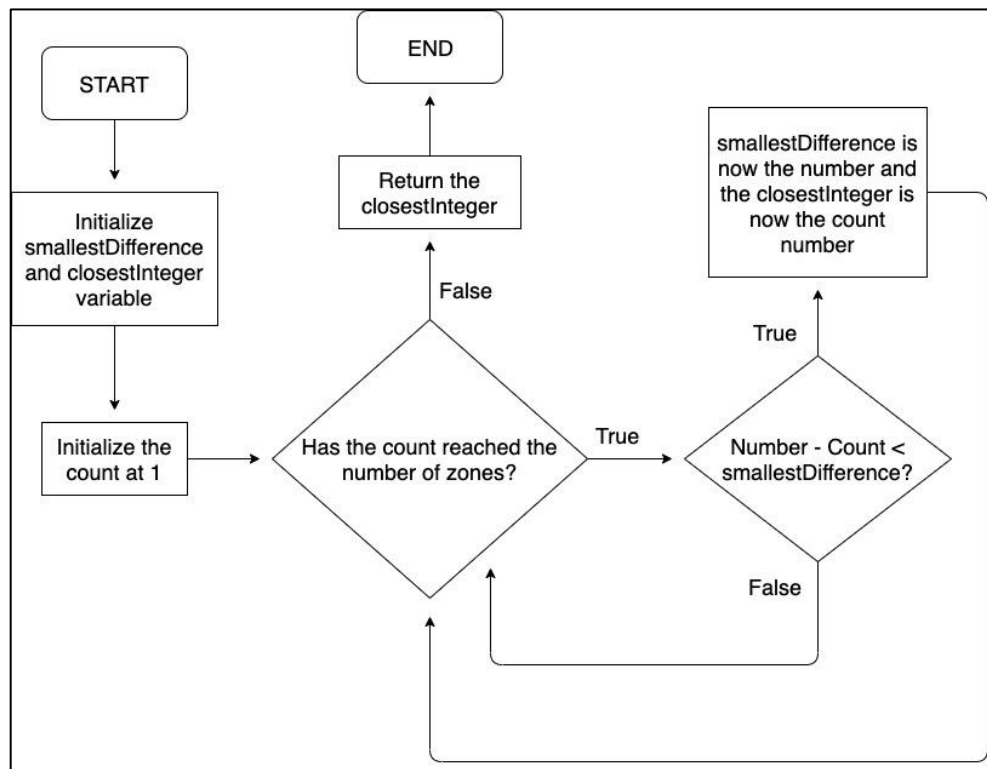 START
Initialize
smallestDifference
and closestInteger
variable
Initialize the
count at 1
Has the count reached the
number of zones?
False
Return the
closestInteger
END
True
Number - Count <
smallestDifference?
True
smallestDifference is
now the number and
the closestInteger is
now the count
number
False